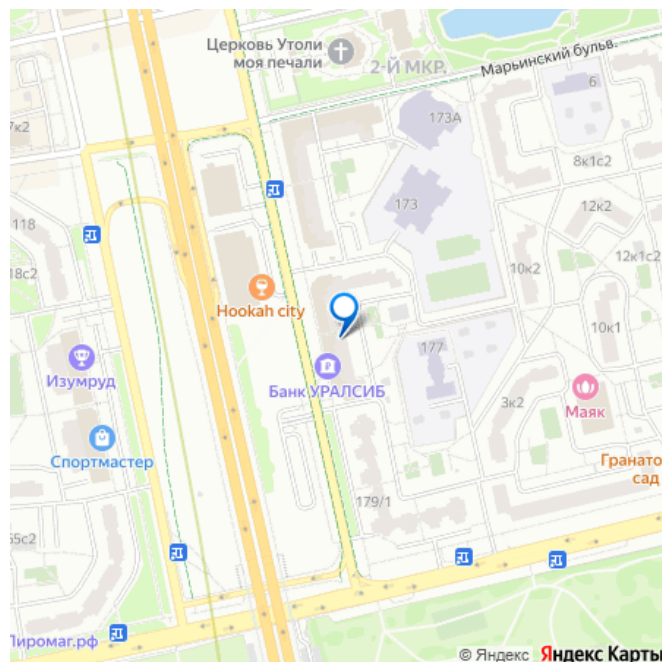 Церковь Утоли
моя печали
2-Й МКР.
Марьинский бульв.
7к2
173А
6
8к1с2
118
173
12к2
18с2
10к2
12к1с2
Hookah city
10к1
177
Изумруд
Банк УРАЛСИБ
3к2
Маяк
Спортмастер
Гранато
сад
179/1
65с2
Пиромаг.рф
© Яндекс Яндекс Карты